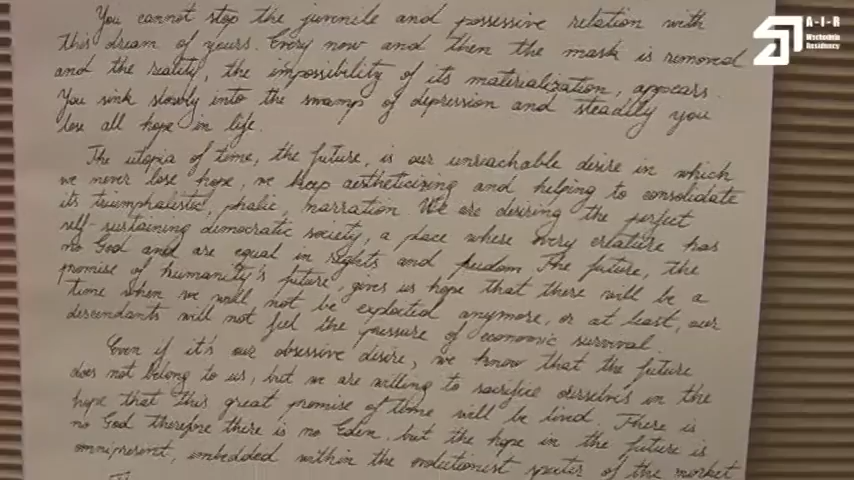 You cannot stop the juvenile and possessive relation with
this dream of yours. Every now and then the mask is removed
and the reality, the impossibility of its materialization, appears.
You sink slowly into the swamp of depression and steadily you
lose all hope in life.
The utopia of time, the future, is our unreachable desire in which
we never lose hope, we keep aestheticizing and helping to consolidate
its triumphalistic, phalic, narration. We are desiring the perfect
self-sustaining democratic society, a place where every creature has
no God and are equal in rights and freedom. The future, the
promise of humanity's future, gives us hope that there will be a
time when we will not be exploited anymore, or at least, our
descendants will not feel the pressure of economic survival.
Even if it's our obsessive desire, we know that the future
does not belong to us, but we are willing to sacrifice ourselves in the
hope that this great promise of time will be lived. There is
no God therefore there is no Eden, but the hope in the future is
omnipresent, embedded within the evolutionist specter of the market
A-I-R
Wschodnia
Residency